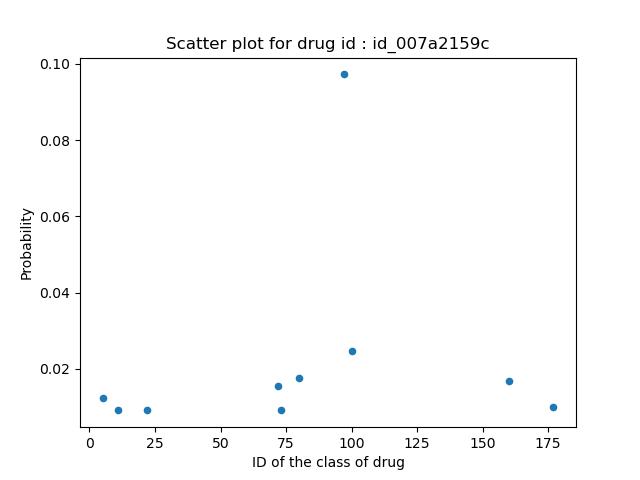 Scatter plot for drug id : id_007a2159c
0.10
0.08
0.06
0.04
0.02
Probability
0 25 50 75 100 125 150 175
ID of the class of drug